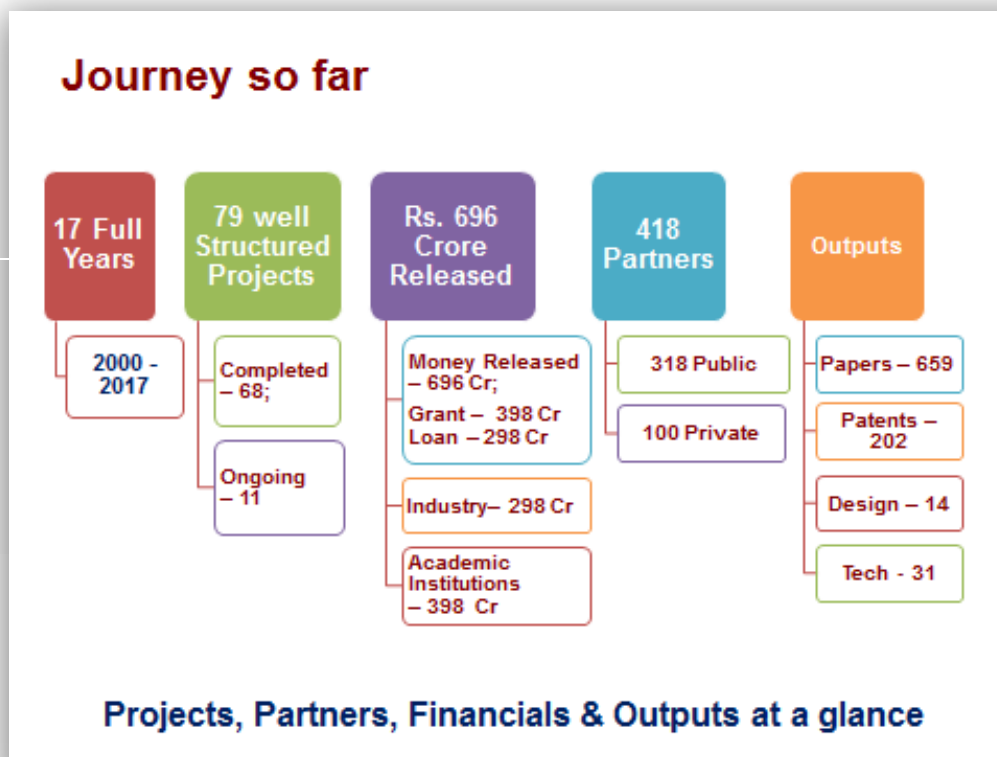 Journey so far
17 Full
Years
2000 -
2017
79 well
Structured
Projects
Completed
– 68;
Ongoing
– 11
Rs. 696
Crore
Released
Money Released
– 696 Cr;
Grant – 398 Cr
Loan – 298 Cr
Industry– 298 Cr
Academic
Institutions
– 398 Cr
418
Partners
318 Public
100 Private
Outputs
Papers – 659
Patents –
202
Design – 14
Tech - 31
Projects, Partners, Financials & Outputs at a glance